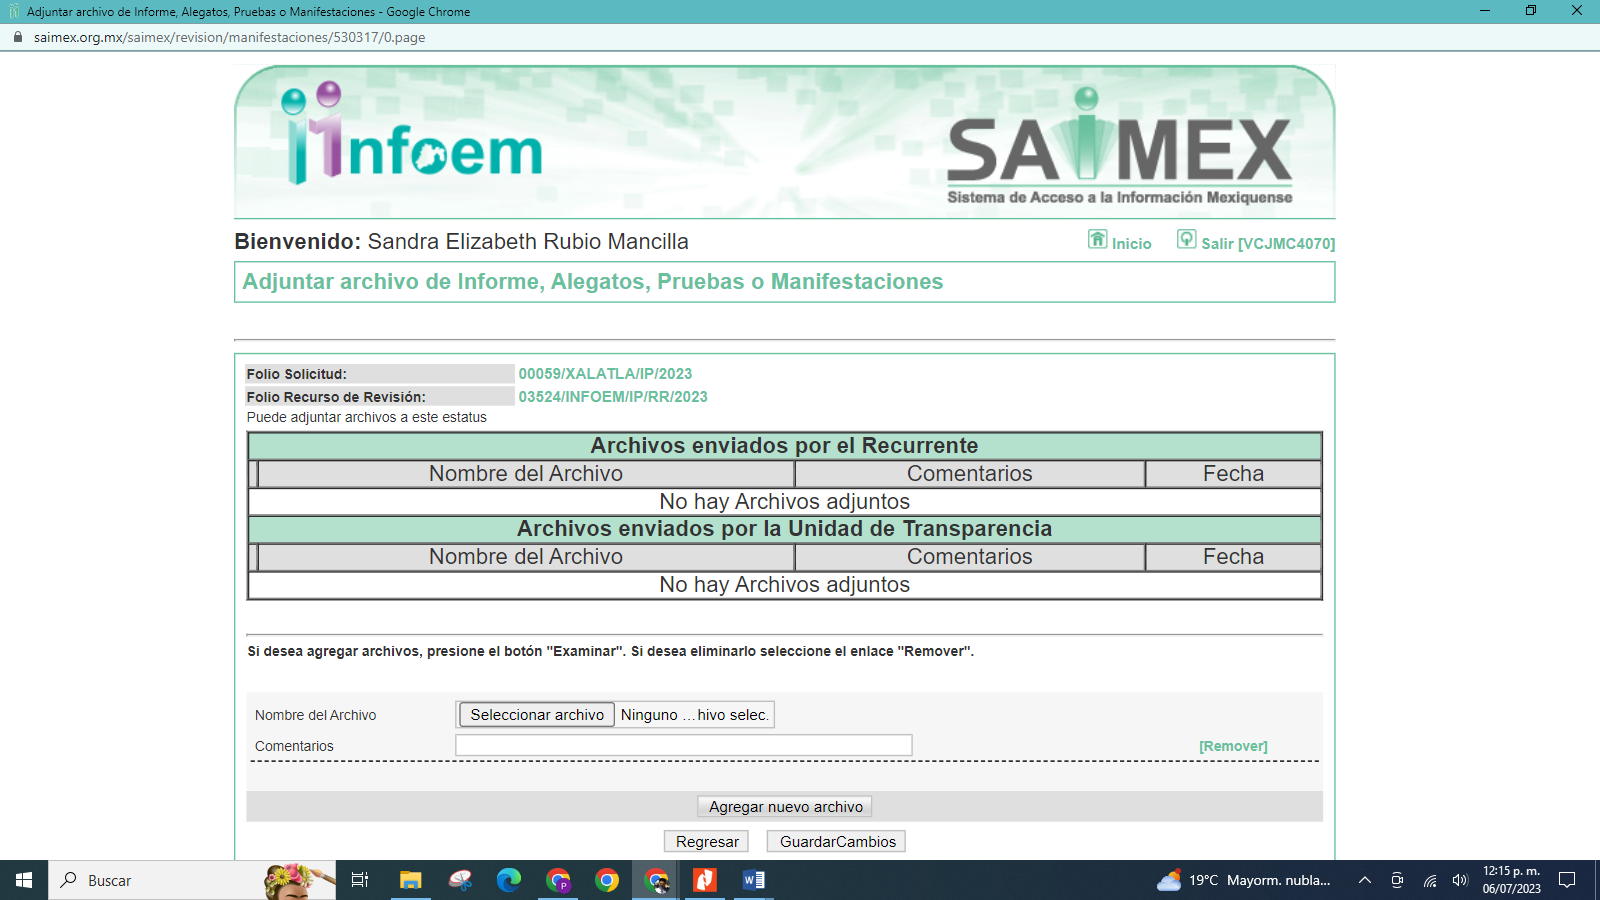 Adjuntar archivo de Informe, Alegatos, Pruebas o Manifestaciones - Google Chrome
saimex.org.mx/saimex/revision/manifestaciones/530317/0.page
infoem
SAIMEX
Sistema de Acceso a la Información Mexiquense
Bienvenido: Sandra Elizabeth Rubio Mancilla Inicio Salir [VCJMC4070]
Adjuntar archivo de Informe, Alegatos, Pruebas o Manifestaciones
Folio Solicitud: 00059/XALATLA/IP/2023
Folio Recurso de Revisión: 03524/INFOEM/IP/RR/2023
Puede adjuntar archivos a este estatus
Archivos enviados por el Recurrente
Nombre del Archivo Comentarios Fecha
No hay Archivos adjuntos
Archivos enviados por la Unidad de Transparencia
Nombre del Archivo Comentarios Fecha
No hay Archivos adjuntos
Si desea agregar archivos, presione el botón "Examinar". Si desea eliminarlo seleccione el enlace "Remover".
Nombre del Archivo Seleccionar archivo Ninguno ...hivo selec.
Comentarios [Remover]
Agregar nuevo archivo
Regresar GuardarCambios
Buscar 19°C Mayorm. nubla... 12:15 p. m.
06/07/2023